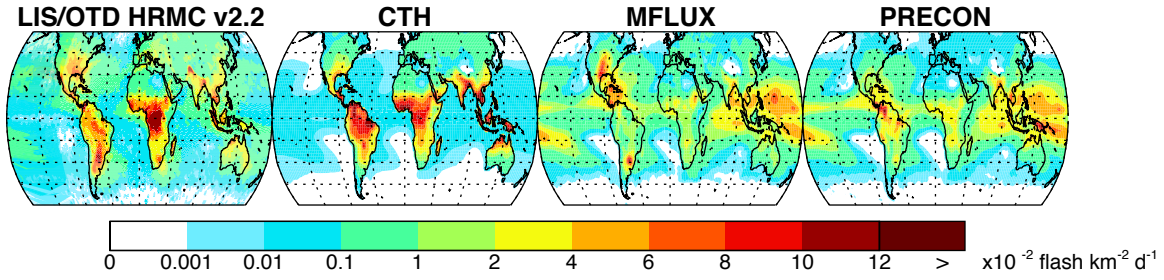 LIS/OTD HRMC v2.2 CTH MFLUX PRECON
0 0.001 0.01 0.1 1 2 4 6 8 10 12 > x10⁻² flash km⁻² d⁻¹